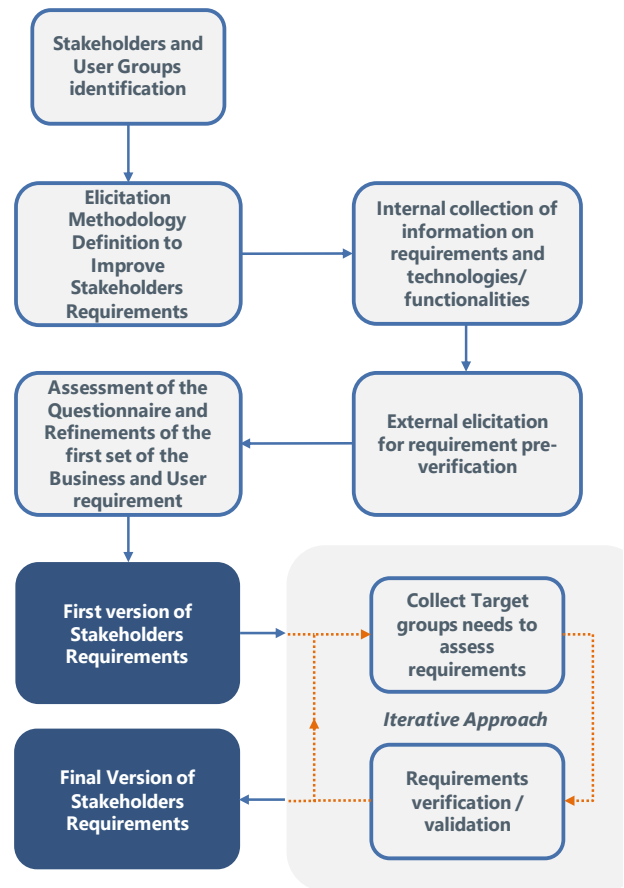 Stakeholders and
User Groups
identification
Elicitation
Methodology
Definition to
Improve
Stakeholders
Requirements
Internal collection of
information on
requirements and
technologies/
functionalities
Assessment of the
Questionnaire and
Refinements of the
first set of the
Business and User
requirement
External elicitation
for requirement pre-
verification
First version of
Stakeholders
Requirements
Collect Target
groups needs to
assess
requirements
Iterative Approach
Final Version of
Stakeholders
Requirements
Requirements
verification /
validation